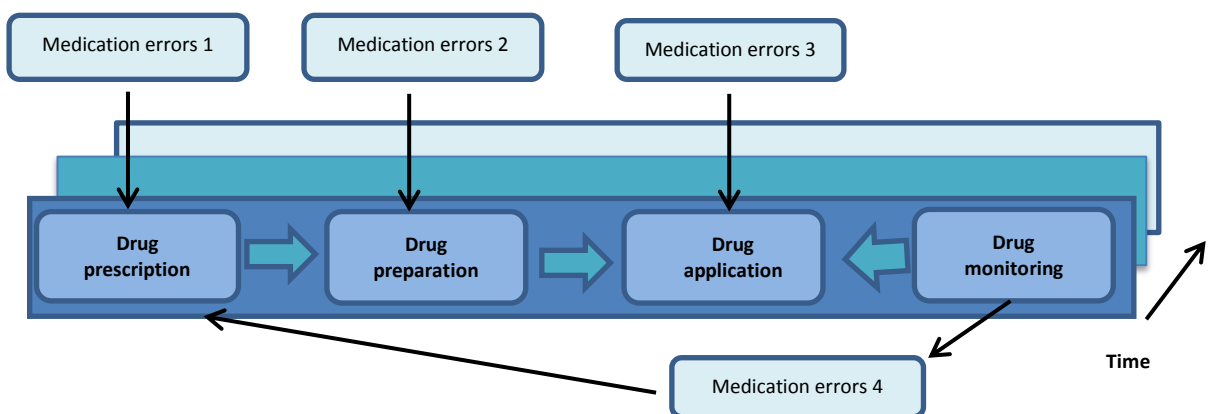 Medication errors 1
Medication errors 2
Medication errors 3
Drug
prescription
Drug
preparation
Drug
application
Drug
monitoring
Time
Medication errors 4